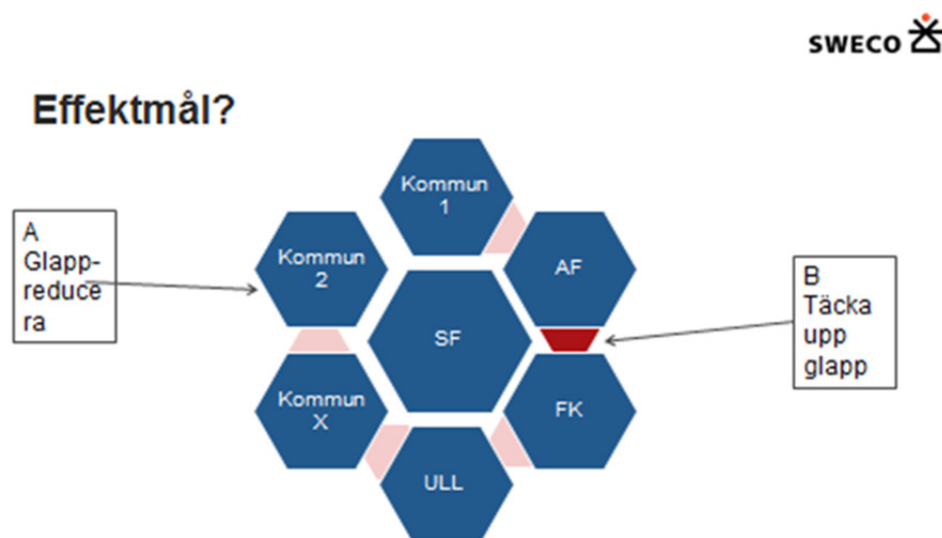 SWECO
Effektmål?
A
Glapp-
reduce
ra
Kommun
1
Kommun
2
AF
SF
Kommun
X
FK
ULL
B
Täcka
upp
glapp